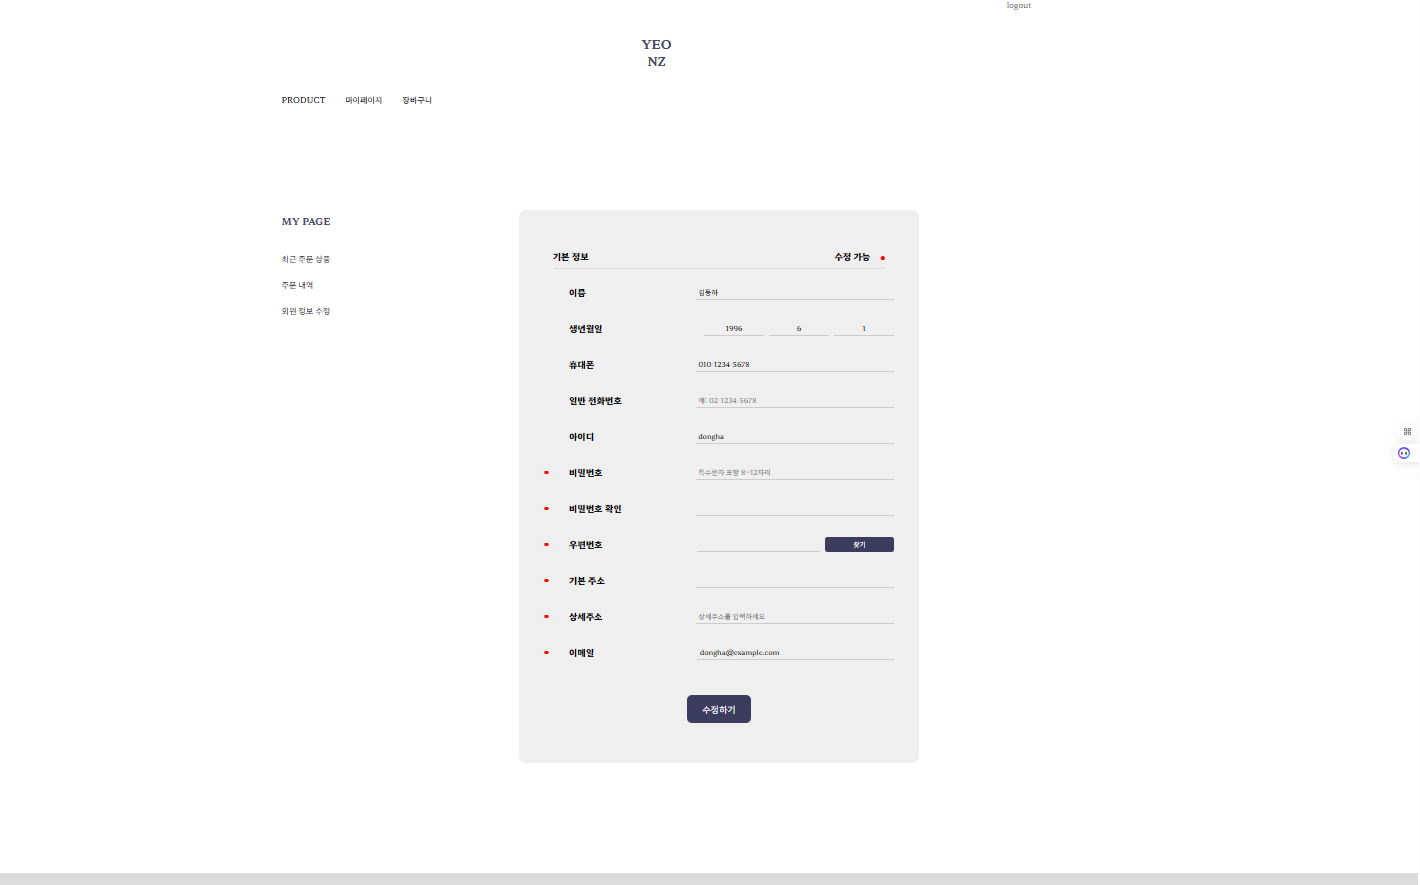 logout
YEO
NZ
PRODUCT 마이페이지 장바구니
MY PAGE
최근 주문 상품
주문 내역
회원 정보 수정
기본 정보 수정 가능
이름 김동하
생년월일 1996 6 1
휴대폰 010-1234-5678
일반 전화번호 예: 02-1234-5678
아이디 dongha
비밀번호 특수문자 포함 8~12자리
비밀번호 확인
우편번호 찾기
기본 주소
상세주소 상세주소를 입력하세요
이메일 dongha@example.com
수정하기